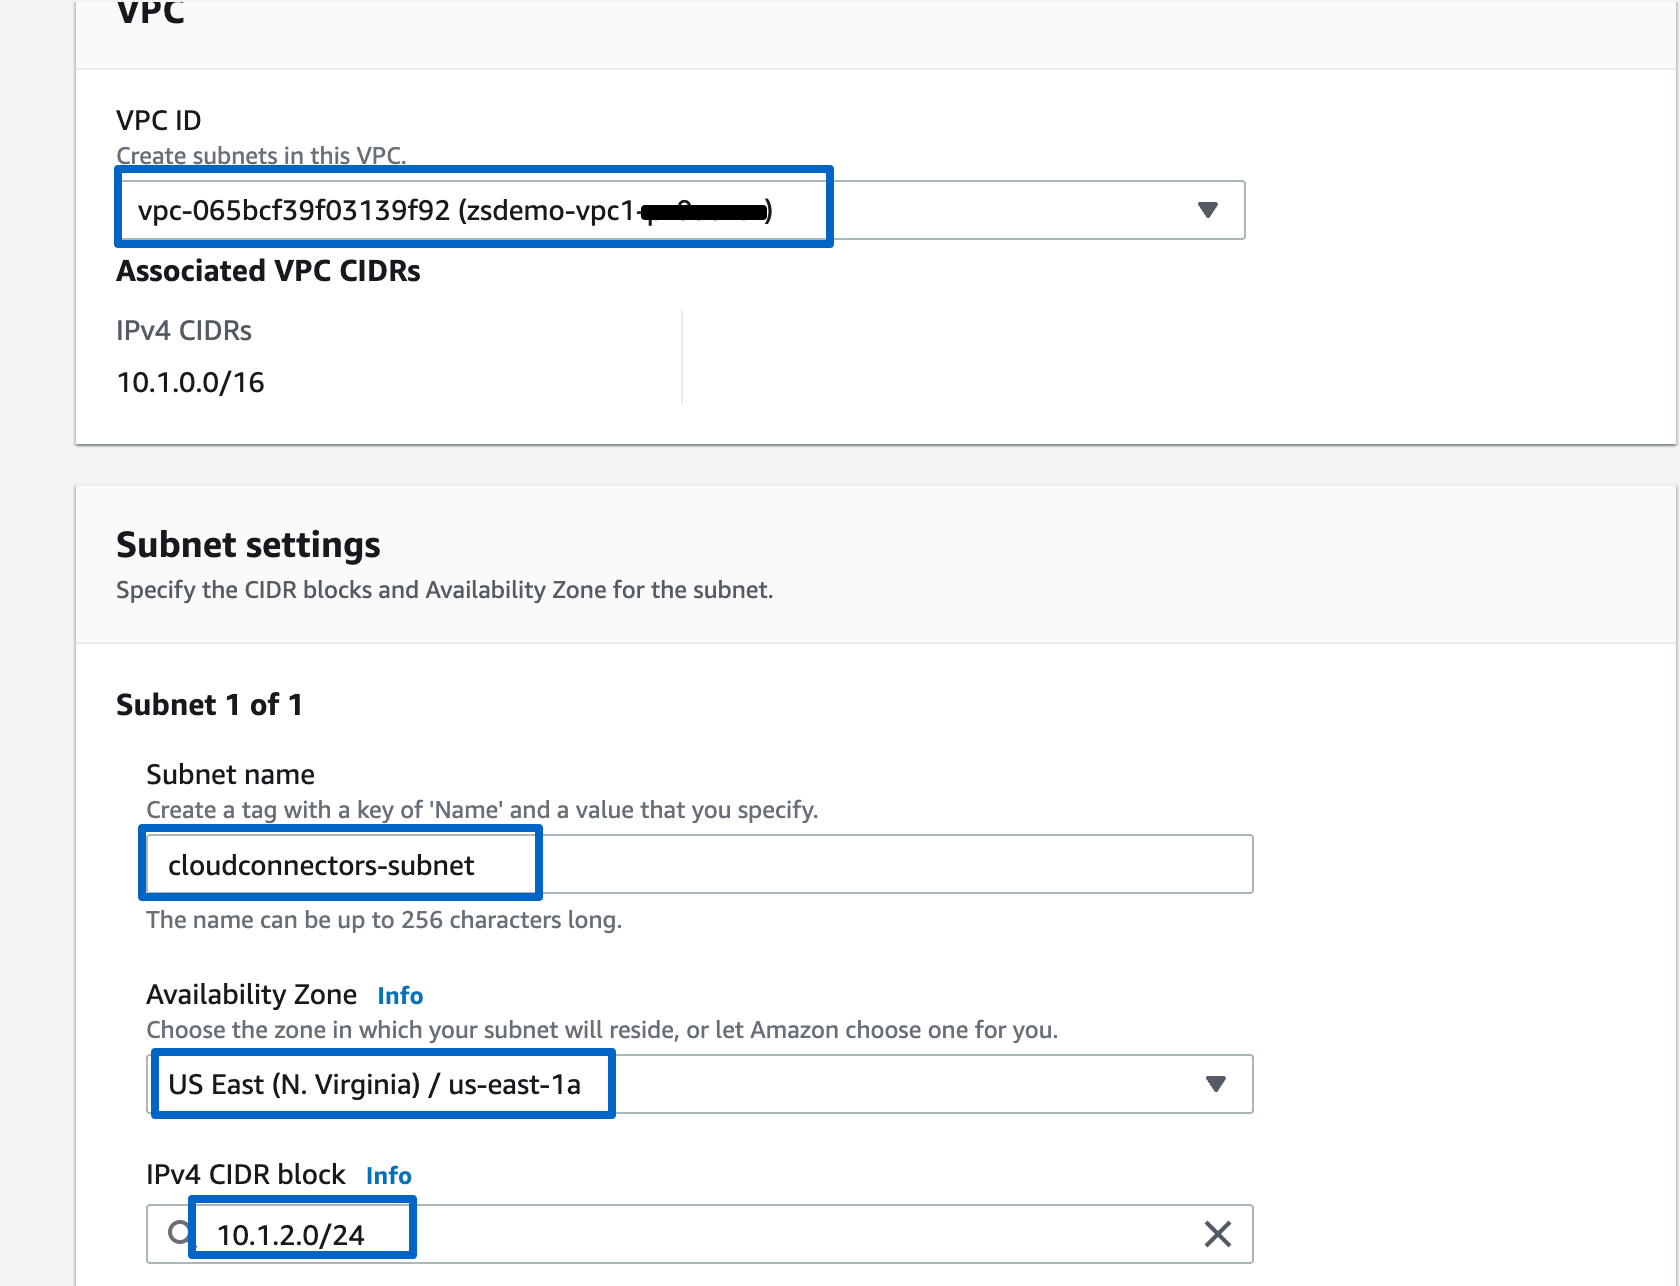 VPC
VPC ID
Create subnets in this VPC.
vpc-065bcf39f03139f92 (zsdemo-vpc1-)
Associated VPC CIDRs
IPv4 CIDRs
10.1.0.0/16
Subnet settings
Specify the CIDR blocks and Availability Zone for the subnet.
Subnet 1 of 1
Subnet name
Create a tag with a key of 'Name' and a value that you specify.
cloudconnectors-subnet
The name can be up to 256 characters long.
Availability Zone Info
Choose the zone in which your subnet will reside, or let Amazon choose one for you.
US East (N. Virginia) / us-east-1a
IPv4 CIDR block Info
10.1.2.0/24